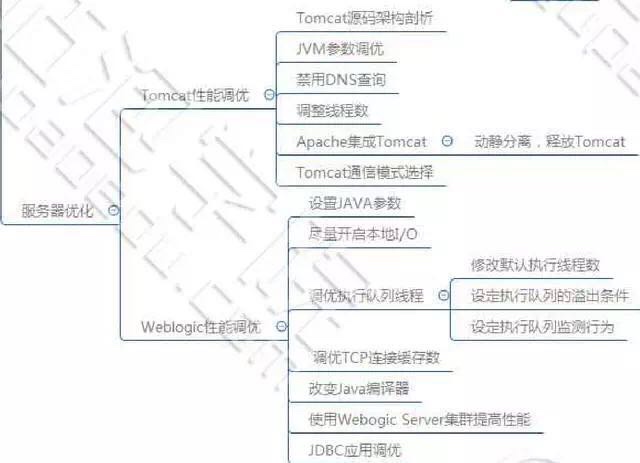 Tomcat源码架构剖析
JVM参数调优
禁用DNS查询
Tomcat性能调优
调整线程数
Apache集成Tomcat
动静分离，释放Tomcat
Tomcat通信模式选择
服务器优化
设置JAVA参数
尽量开启本地I/O
修改默认执行线程数
调优执行队列线程
设定执行队列的溢出条件
设定执行队列监测行为
Weblogic性能调优
调优TCP连接缓存数
改变Java编译器
使用Webogic Server集群提高性能
JDBC应用调优